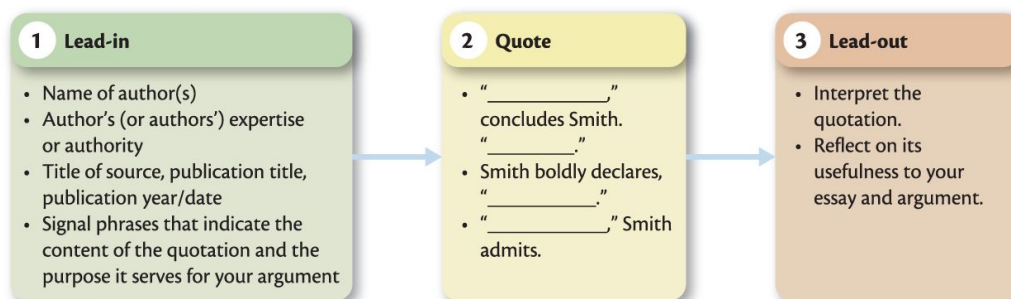 1 Lead-in
• Name of author(s)
• Author’s (or authors’) expertise
or authority
• Title of source, publication title,
publication year/date
• Signal phrases that indicate the
content of the quotation and the
purpose it serves for your argument
2 Quote
• “____________,”
concludes Smith.
“_________.”
• Smith boldly declares,
“___________.”
• “____________,” Smith
admits.
3 Lead-out
• Interpret the
quotation.
• Reflect on its
usefulness to your
essay and argument.